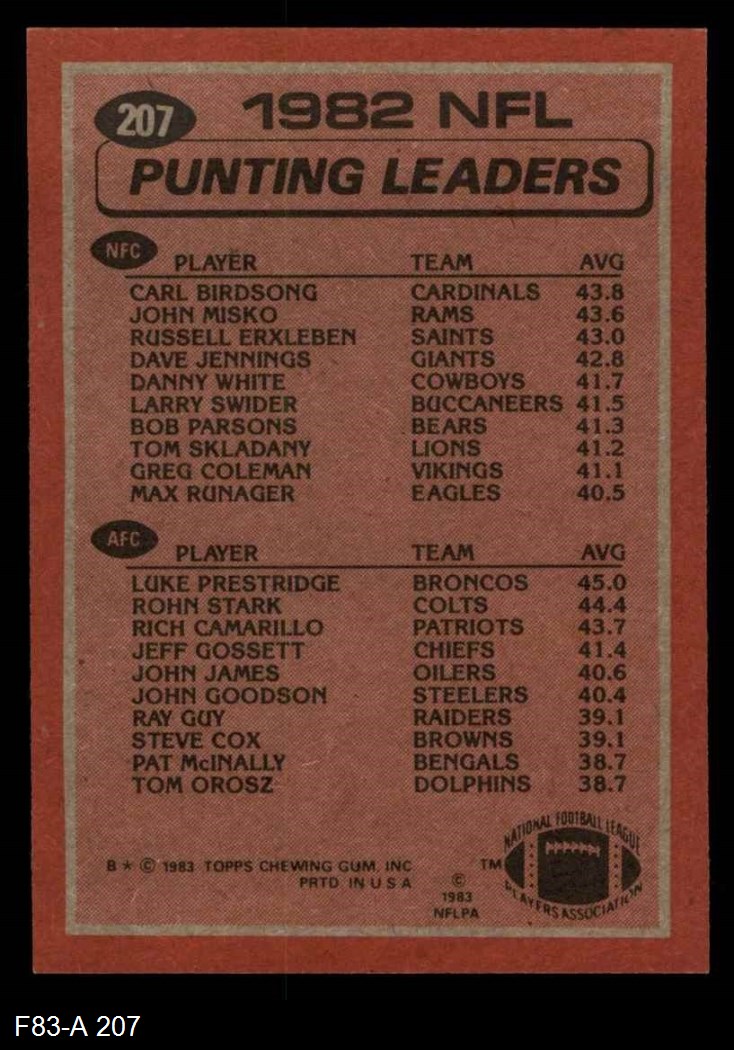 207 1982 NFL
PUNTING LEADERS
NFC PLAYER TEAM AVG
CARL BIRDSONG CARDINALS 43.8
JOHN MISKO RAMS 43.6
RUSSELL ERXLEBEN SAINTS 43.0
DAVE JENNINGS GIANTS 42.8
DANNY WHITE COWBOYS 41.7
LARRY SWIDER BUCCANEERS 41.5
BOB PARSONS BEARS 41.3
TOM SKLADANY LIONS 41.2
GREG COLEMAN VIKINGS 41.1
MAX RUNAGER EAGLES 40.5
AFC PLAYER TEAM AVG
LUKE PRESTRIDGE BRONCOS 45.0
ROHN STARK COLTS 44.4
RICH CAMARILLO PATRIOTS 43.7
JEFF GOSSETT CHIEFS 41.4
JOHN JAMES OILERS 40.6
JOHN GOODSON STEELERS 40.4
RAY GUY RAIDERS 39.1
STEVE COX BROWNS 39.1
PAT McINALLY BENGALS 38.7
TOM OROSZ DOLPHINS 38.7
B * © 1983 TOPPS CHEWING GUM, INC
PRTD. IN U S A
© 1983 NFLPA
TM
NATIONAL FOOTBALL LEAGUE
PLAYERS ASSOCIATION
F83-A 207